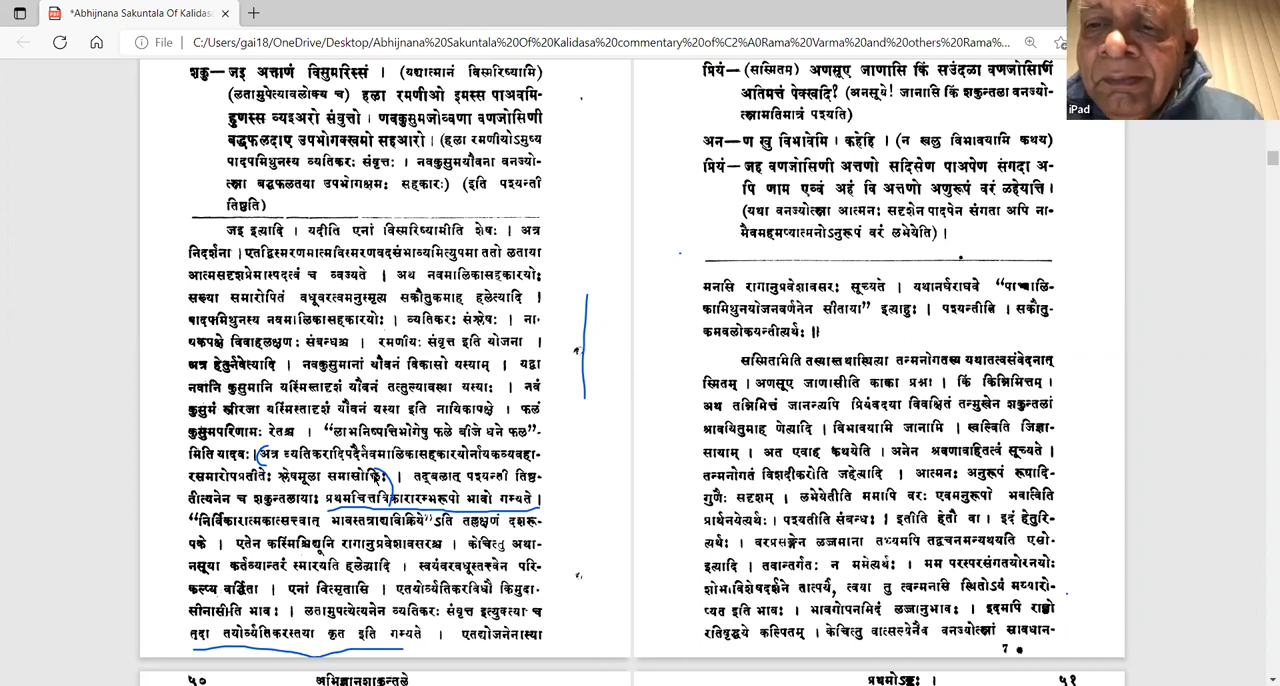 *Abhijnana Sakuntala Of Kalidas
File
C:/Users/gai18/OneDrive/Desktop/Abhijnana%20Sakuntala%20Of%20Kalidasa%20commentary%20of%C2%A0Rama%20Varma%20and%20others%20Rama%...
iPad
शकु—जइ अत्ताणं विसुमरिस्सं । (यद्यात्मानं विस्मरिष्यामि)
(लतामुपेत्यावलोक्य च) हला रमणीओ इमस्स पाअवमि-
हुणस्स व्यइअरो संवुत्तो । णवकुसुमजोव्वणा वणजोसिणी
बद्धफलदाए उपभोगक्खमो सहआरो। (हला रमणीयोऽमुष्य
पादपमिथुनस्य व्यतिकरः संवृत्तः । नवकुसुमयौवना वनज्यो-
त्स्ना बद्धफलतया उपभोगक्षमः सहकारः) (इति पश्यन्ती
तिष्ठति)
जइ इत्यादि । यदीति एनां विस्मरिष्यामीति शेषः । अत्र
निदर्शना । एतद्विस्मरणमात्मविस्मरणवदसंभाव्यमित्युपमा ततो लताया
आत्मसदृशप्रेमास्पदत्वं च व्यज्यते । अथ नवमालिकासहकारयोः
सख्या समारोपितं वधूवरत्वमनुसृत्य सकौतुकमाह हलेत्यादि ।
पादपमिथुनस्य नवमालिकासहकारयोः । व्यतिकरः संश्लेषः । ना-
यकपक्षे विवाहलक्षणः संबन्धश्च । रमणीयः संवृत्त इति योजना ।
अत्र हेतुर्नवेत्यादि । नवकुसुमानां यौवनं विकासो यस्याम् । यद्वा
नवानि कुसुमानि यस्मिंस्तादृशं यौवनं तत्तुल्यावस्था यस्याः । नवं
कुसुमं स्त्रीरजा यस्मिंस्तादृशं यौवनं यस्या इति नायिकापक्षे । फलं
कुसुमपरिणामः रेतश्च । “लाभनिष्पत्तिभोगेषु फले बीजे धने फल”-
मिति यादवः । अत्र व्यतिकरादिपदैर्नवमालिकासहकारयोर्नायकव्यवहा-
रसमारोपप्रतीतेः श्लेषमूला समासोक्तिः । तद्बलात् पश्यन्ती तिष्ठ-
तीत्यनेन च शकुन्तलायाः प्रथमचित्तविकारारम्भरूपो भावो गम्यते ।
“निर्विकारात्मकात्सत्त्वात् भावस्तत्राद्यविक्रिये”ऽति तल्लक्षणं दशरू-
पके । एतेन कस्मिंश्चिद्यूनि रागानुप्रवेशावसरश्च । केचित्तु अथा-
नसूया कर्तव्यान्तरं स्मारयति हलेत्यादि । स्वयंवरवधूस्तत्त्वेन परि-
कल्प्य वर्द्धिता । एनां विस्मृतासि । एतयोर्व्यतिकरविधौ किमुदा-
सीनासीति भावः । लतामुपेत्येत्यनेन व्यतिकरः संवृत्त इत्युक्त्या च
तदा तयोर्व्यतिकरस्तया कृत इति गम्यते । एतद्योजनेनास्या
५०
अभिज्ञानशाकुन्तले
प्रियं— (सस्मितम्) अणसूए जाणासि किं सउंदळा वणजोसिणिं
अतिमत्तं पेक्खदि? (अनसूये! जानासि किं शकुन्तला वनज्यो-
त्स्नामतिमात्रं पश्यति)
अन—ण खु विभावेमि । कहेहि । (न खलु विभावयामि कथय)
प्रियं—जह वणजोसिणी अत्तणो सदिसेण पाअपेण संगदा अ-
पि णाम एव्वं अहं वि अत्तणो अणुरूपं वरं लहेयात्ति ।
(यथा वनज्योत्स्ना आत्मनः सदृशेन पादपेन संगता अपि ना-
मैवमहमप्यात्मनोऽनुरूपं वरं लभेयेति) ।
मनसि रागानुप्रवेशावसरः सूच्यते । यथानर्घराघवे “पाञ्चालि-
कामिथुनयोजनवर्णनेन सीतायाः” इत्याहुः । पश्यन्तीति । सकौतु-
कमवलोकयन्तीत्यर्थः ॥
सस्मितमिति तस्यास्तथास्थित्या तन्मनोगतस्य यथातत्वसंवेदनात्
स्मितम् । अणसूए जाणासीति काका प्रश्नः । किं किन्निमित्तम् ।
अथ तन्निमित्तं जानन्त्यपि प्रियंवदया विवक्षितं तन्मुखेन शकुन्तलां
श्रावयितुमाह णेत्यादि । विभावयामि जानामि । खल्विति जिज्ञा-
सायाम् । अत एवाह कथयेति । अनेन श्रवणावहितत्वं सूच्यते ।
तन्मनोगतं विशदीकरोति जहेत्यादि । आत्मनः अनुरूपं रूपादि-
गुणैः सदृशम् । लभेयेतीति ममापि वरः एवमनुरूपो भवात्विति
प्रार्थनयेत्यर्थः । पश्यतीति संबन्धः । इतीति हेतौ वा । इदं हेतुरि-
त्यर्थः । वरप्रसङ्गेन लज्जमाना तथ्यमपि तद्वचनमन्यथयति एसो-
इत्यादि । तवान्तर्गतः न ममेत्यर्थः । मम परस्परसंगतयोरनयोः
शोभाविशेषदर्शने तात्पर्यं, त्वया तु त्वन्मनसि स्थितोऽयं मय्यारो-
प्यत इति भावः । भावगोपनमिदं लज्जानुभावः । इदमपि राज्ञो
रतिवृद्धये कल्पितम् । केचित्तु वात्सल्येनैव वनज्योत्स्नां सावधान-
7
प्रथमोऽङ्कः ।
५१